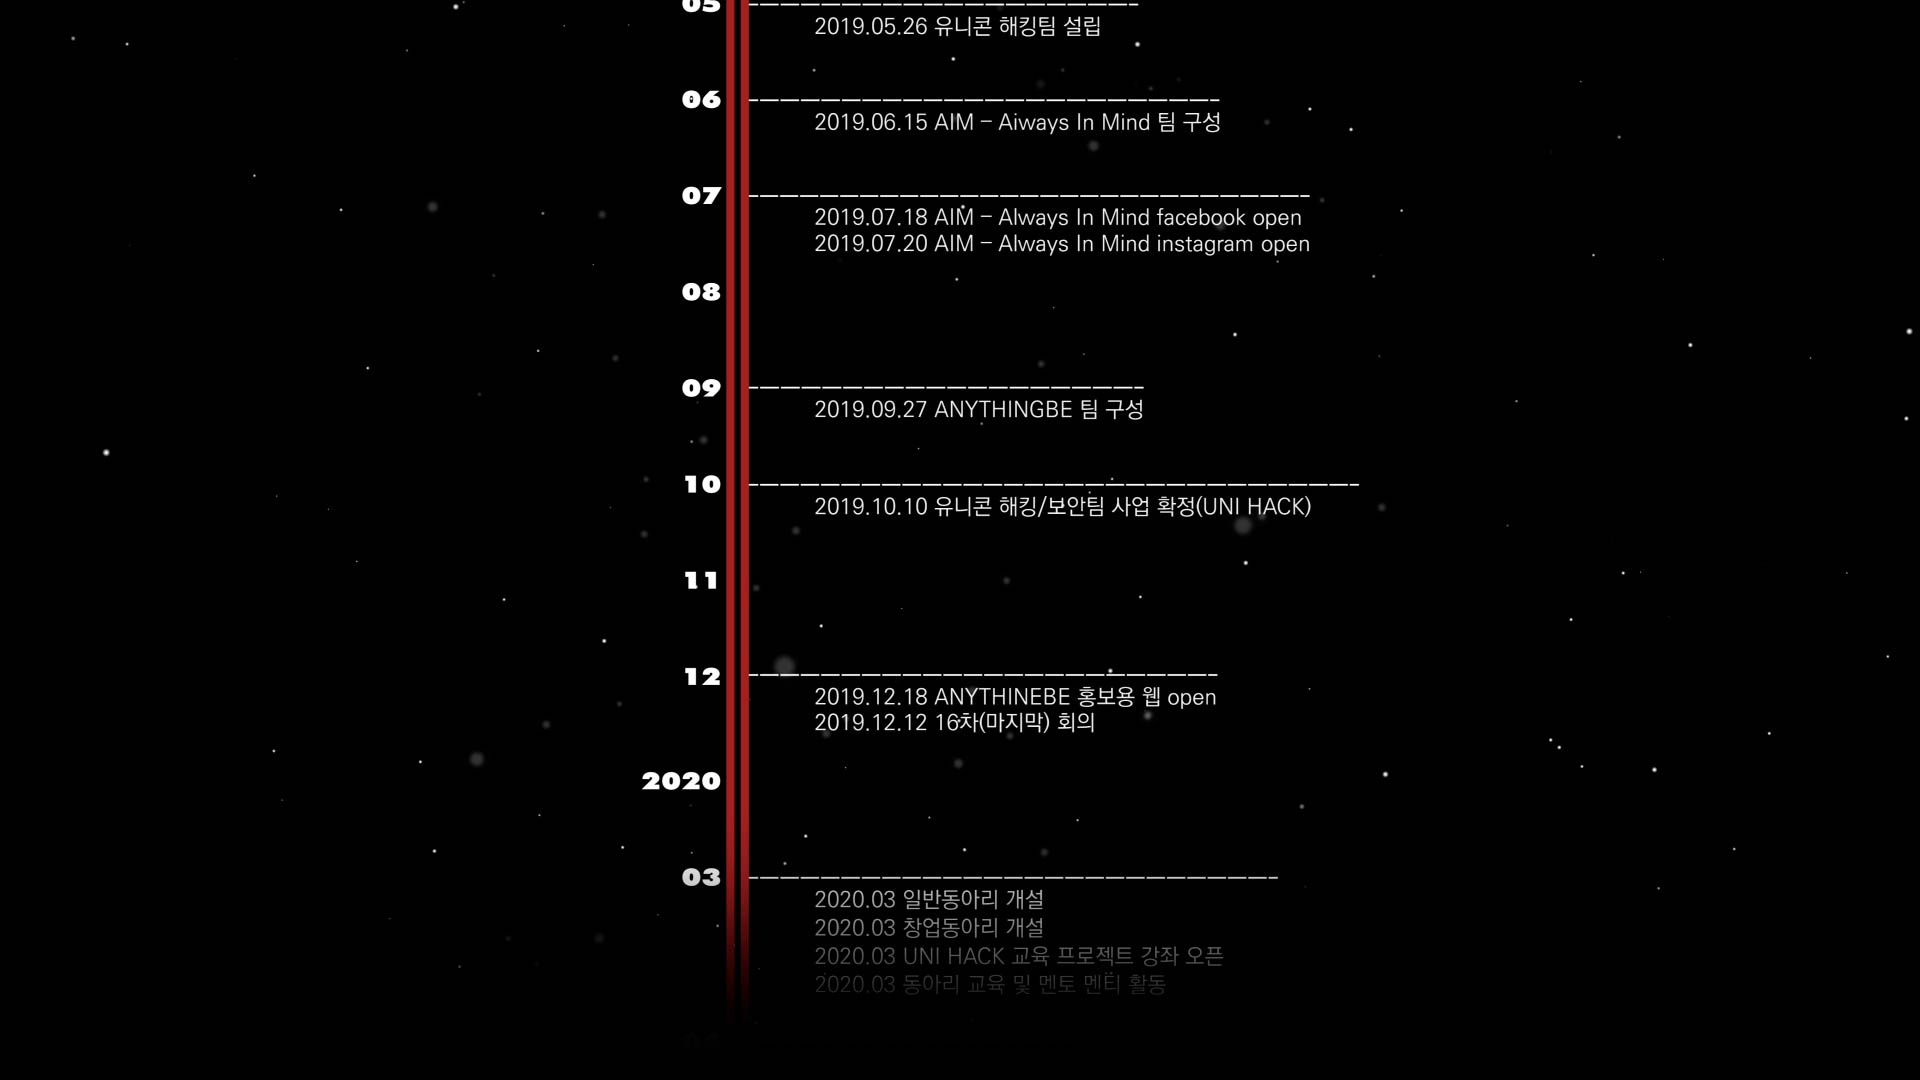 05
2019.05.26 유니콘 해킹팀 설립
06
2019.06.15 AIM - Aiways In Mind 팀 구성
07
2019.07.18 AIM - Always In Mind facebook open
2019.07.20 AIM - Always In Mind instagram open
08
09
2019.09.27 ANYTHINGBE 팀 구성
10
2019.10.10 유니콘 해킹/보안팀 사업 확정(UNI HACK)
11
12
2019.12.18 ANYTHINEBE 홍보용 웹 open
2019.12.12 16차(마지막) 회의
2020
03
2020.03 일반동아리 개설
2020.03 창업동아리 개설
2020.03 UNI HACK 교육 프로젝트 강좌 오픈
2020.03 동아리 교육 및 멘토 멘티 활동